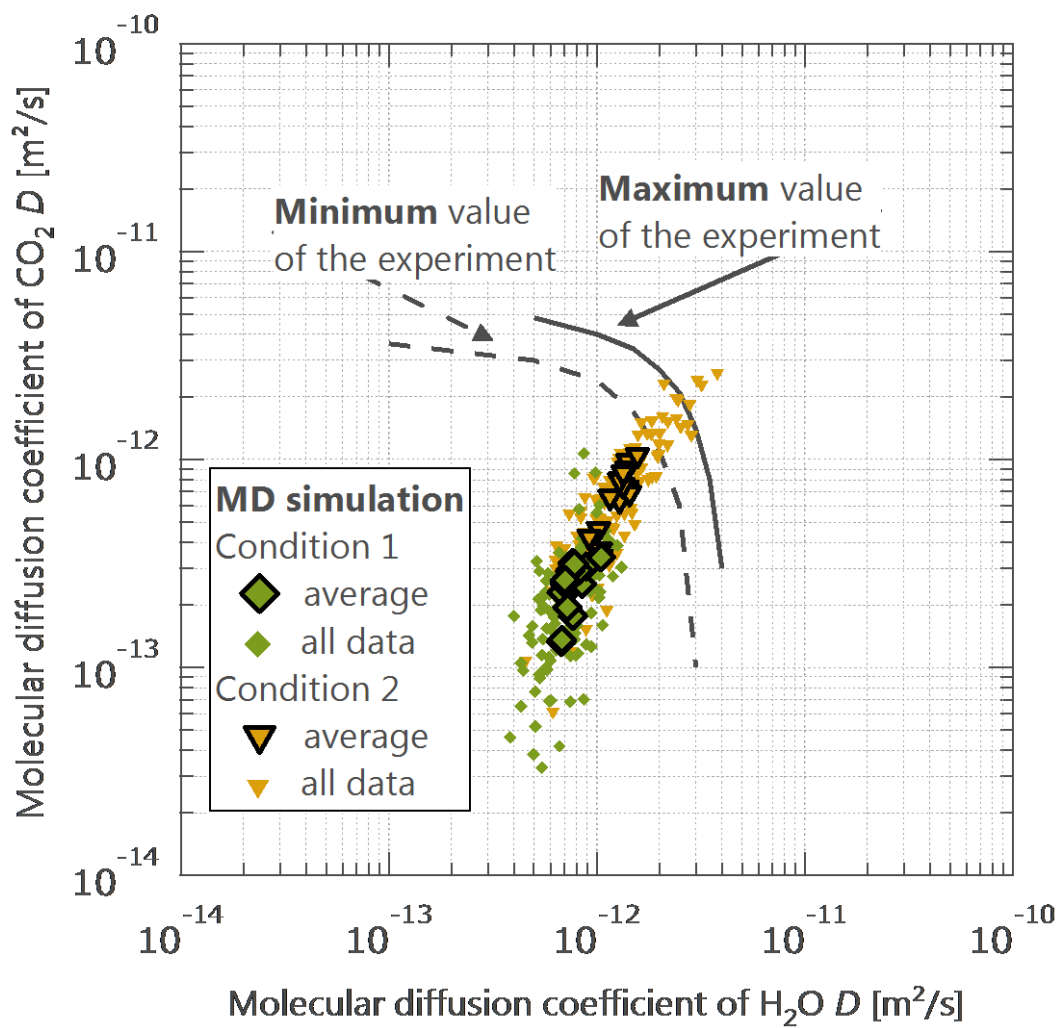 10^-10
10^-11
10^-12
10^-13
10^-14
Molecular diffusion coefficient of CO₂ D [m²/s]
Minimum value
of the experiment
Maximum value
of the experiment
MD simulation
Condition 1
average
all data
Condition 2
average
all data
10^-14
10^-13
10^-12
10^-11
10^-10
Molecular diffusion coefficient of H₂O D [m²/s]